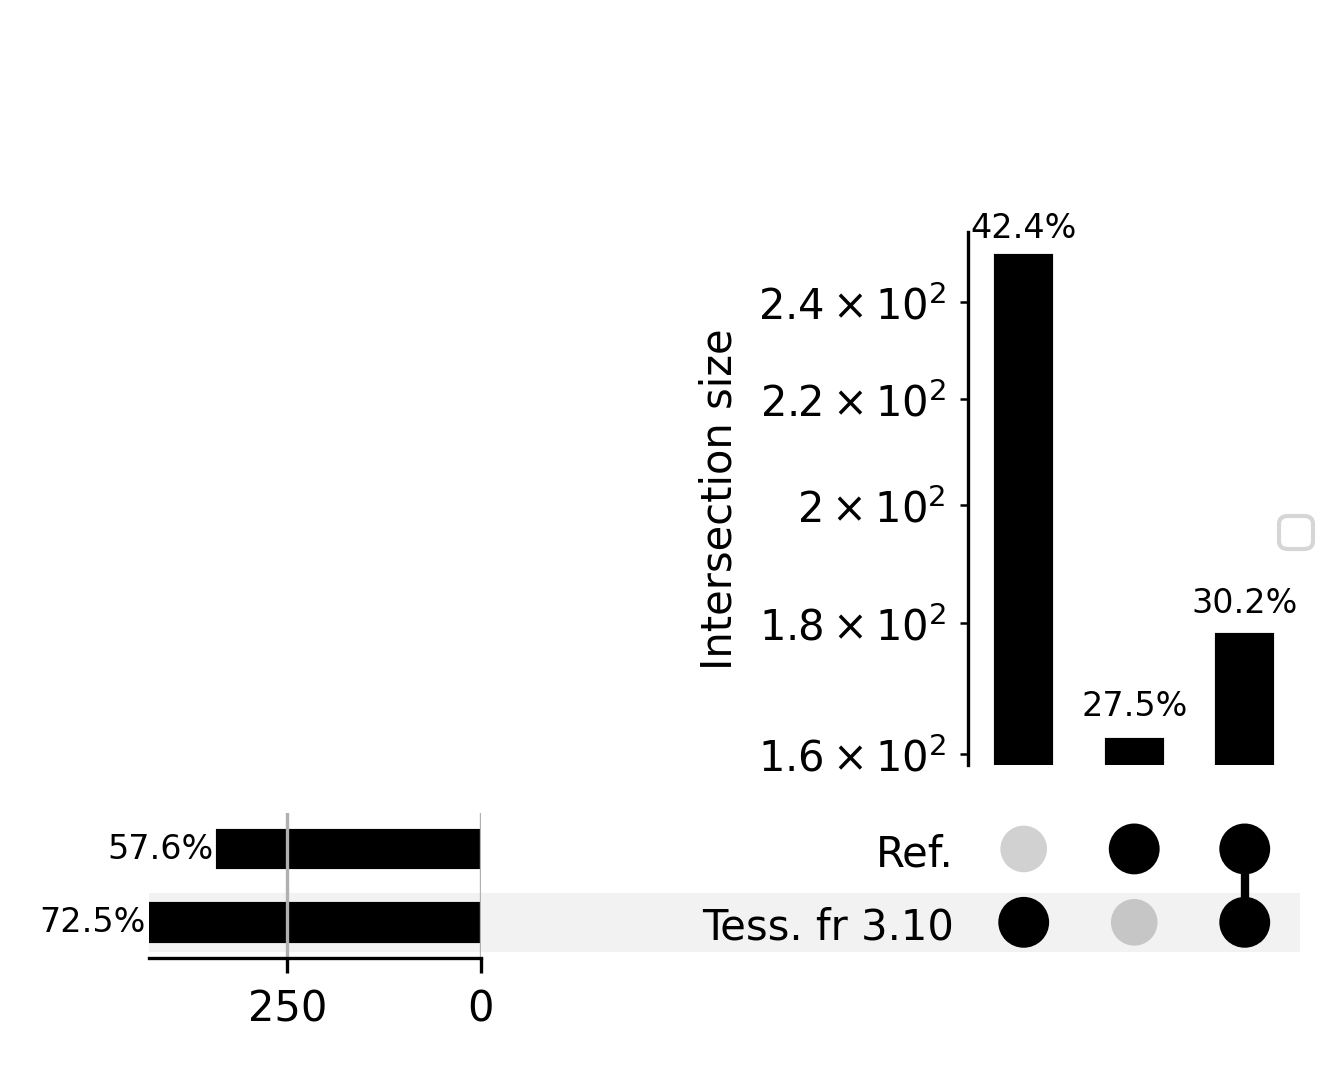 42.4%
2.4 × 10²
2.2 × 10²
2 × 10²
30.2%
1.8 × 10²
27.5%
1.6 × 10²
Intersection size
57.6%
Ref.
72.5%
Tess. fr 3.10
250 0